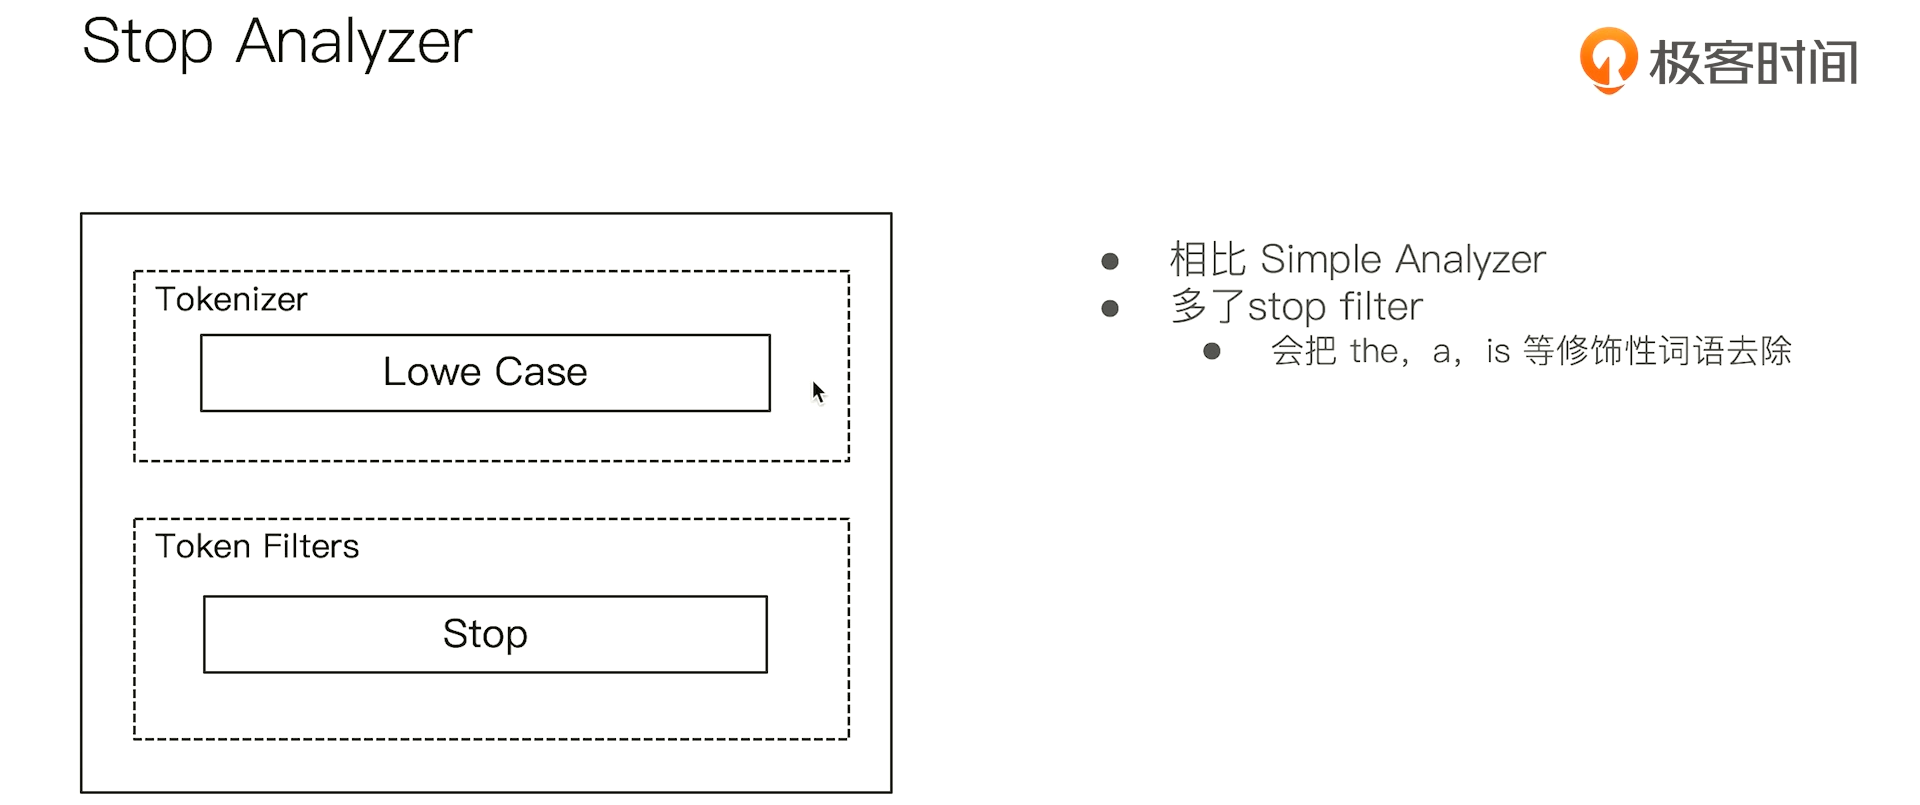 Stop Analyzer
极客时间
Tokenizer
Lowe Case
Token Filters
Stop
相比 Simple Analyzer
多了stop filter
会把 the，a，is 等修饰性词语去除